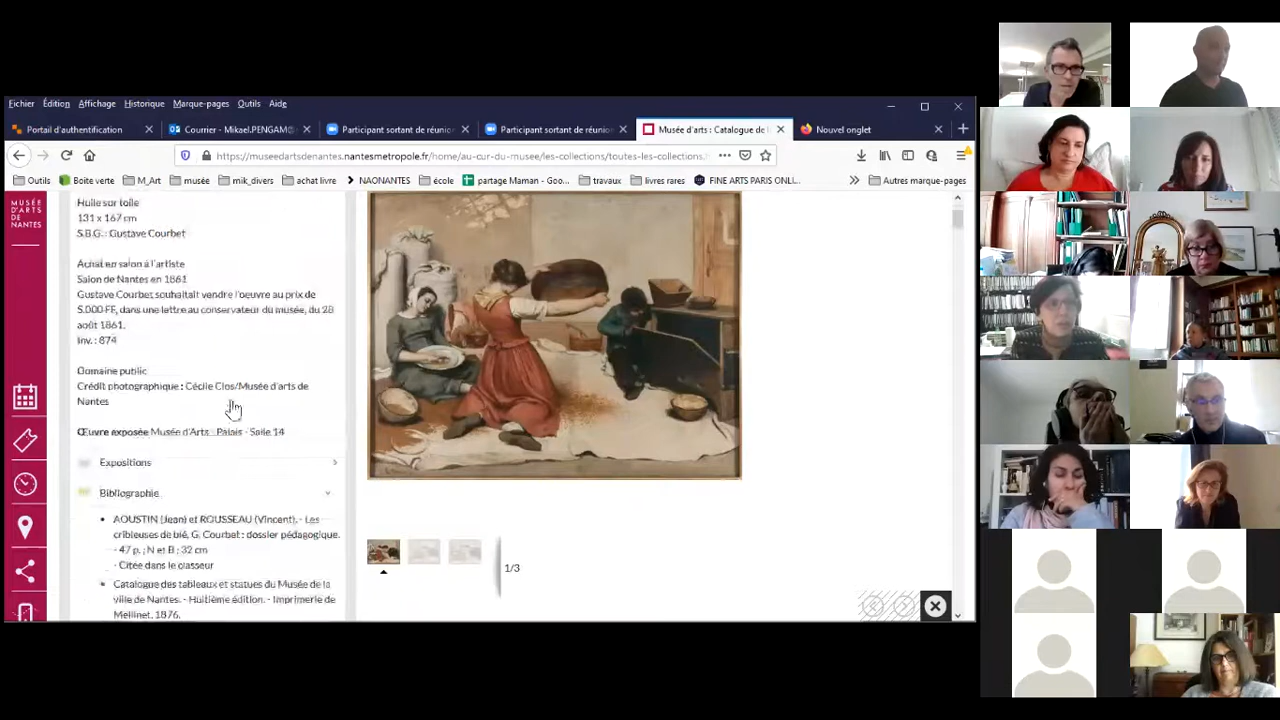 Fichier Édition Affichage Historique Marque-pages Outils Aide
Portail d'authentification
Courrier - Mikael.PENGAM@
Participant sortant de réunion
Participant sortant de réunion
Musée d'arts : Catalogue de l
Nouvel onglet
https://museedartsdenantes.nantesmetropole.fr/home/au-cur-du-musee/les-collections/toutes-les-collections.
Outils Boite verte M_Art musée mik_divers achat livre NAONANTES école partage Maman - Goo... travaux livres rares FINE ARTS PARIS ONLI... Autres marque-pages
MUSÉE
D'ARTS
DE
NANTES
Huile sur toile
131 x 167 cm
S.B.G. : Gustave Courbet
Achat en salon à l'artiste
Salon de Nantes en 1861
Gustave Courbet souhaitait vendre l'oeuvre au prix de
5.000 FF, dans une lettre au conservateur du musée, du 28
août 1861.
Inv. : 874
Domaine public
Crédit photographique : Cécile Clos/Musée d'arts de
Nantes
Œuvre exposée Musée d'Arts - Palais - Salle 14
Expositions
Bibliographie
• AOUSTIN (Jean) et ROUSSEAU (Vincent). - Les
cribleuses de blé, G. Courbet : dossier pédagogique.
- 47 p. ; N et B ; 32 cm
- Citée dans le classeur
• Catalogue des tableaux et statues du Musée de la
ville de Nantes. - Huitième édition. - Imprimerie de
Mellinet, 1876.
1/3